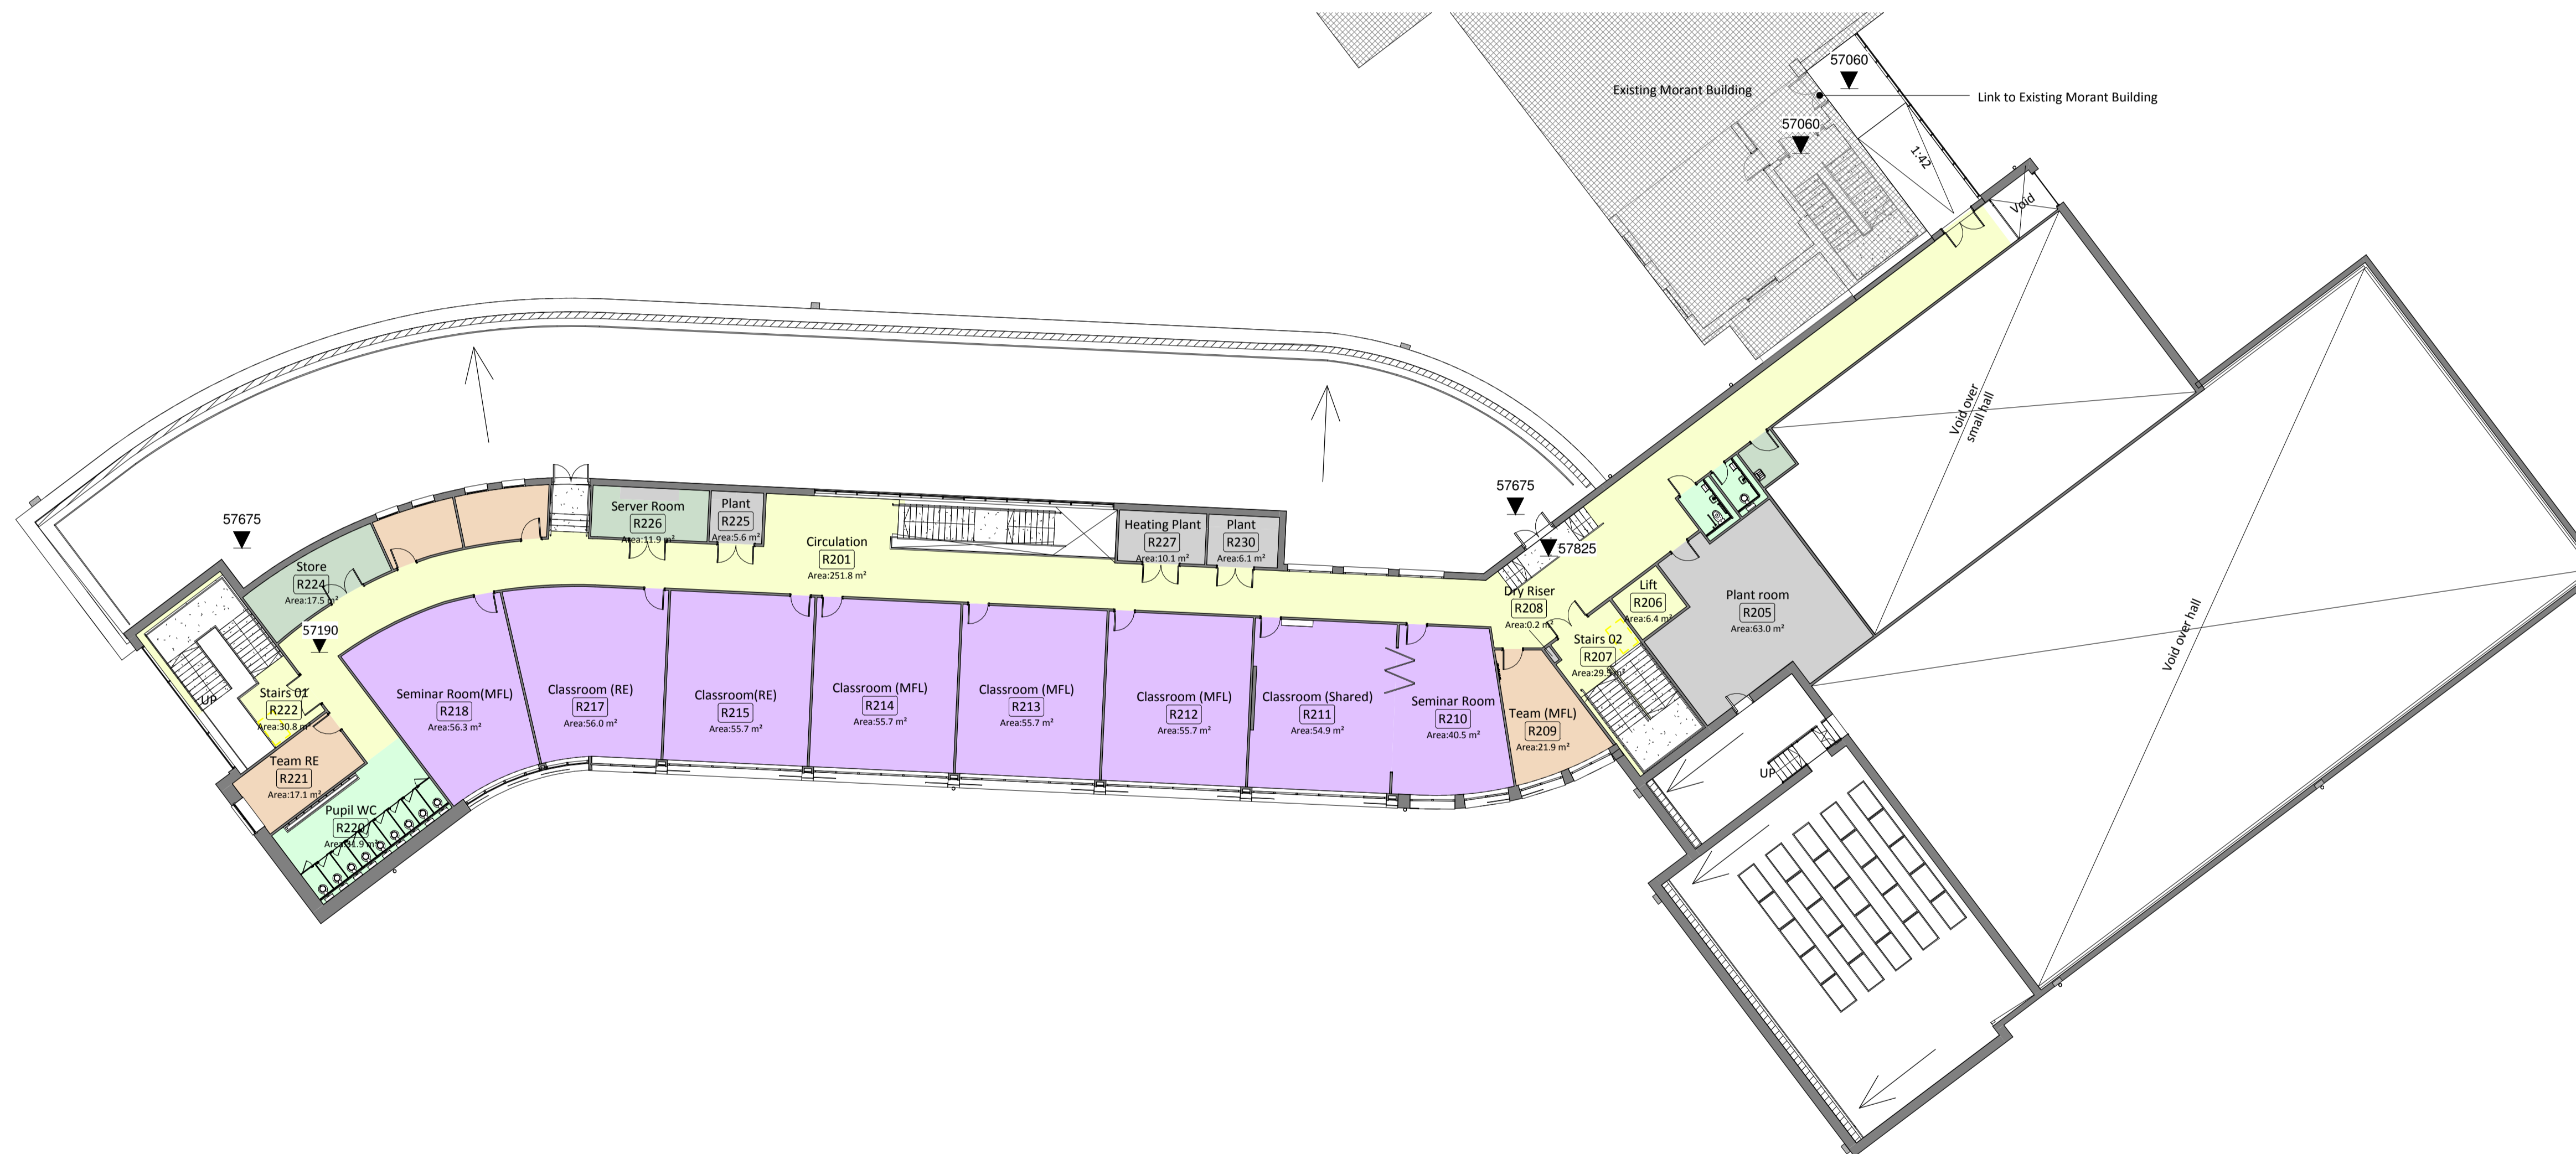 57060
Existing Morant Building
Link to Existing Morant Building
57060
1:42
Void
Void over
small hall
Void over hall
57675
57675
57825
57190
Server Room
R226
Area:11.9 m²
Plant
R225
Area:5.6 m²
Circulation
R201
Area:251.8 m²
Heating Plant
R227
Area:10.1 m²
Plant
R230
Area:6.1 m²
Store
R224
Area:17.5 m²
Dry Riser
R208
Area:0.2 m²
Lift
R206
Area:6.4 m²
Plant room
R205
Area:63.0 m²
Stairs 02
R207
UP
Stairs 01
R222
Area:30.8 m²
Seminar Room(MFL)
R218
Area:56.3 m²
Classroom (RE)
R217
Area:56.0 m²
Classroom(RE)
R215
Area:55.7 m²
Classroom (MFL)
R214
Area:55.7 m²
Classroom (MFL)
R213
Area:55.7 m²
Classroom (MFL)
R212
Area:55.7 m²
Classroom (Shared)
R211
Area:54.9 m²
Seminar Room
R210
Area:40.5 m²
Team (MFL)
R209
Area:21.9 m²
Team RE
R221
Area:17.1 m²
Pupil WC
R220
UP